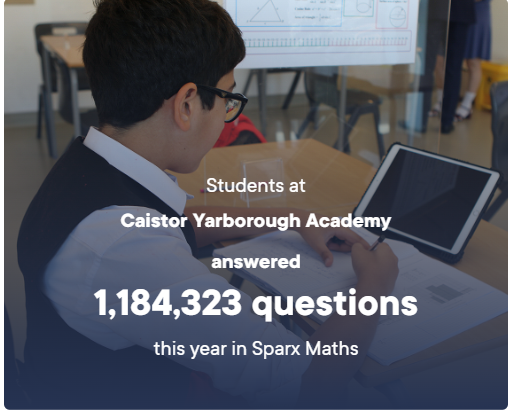 Students at
Caistor Yarborough Academy
answered
1,184,323 questions
this year in Sparx Maths